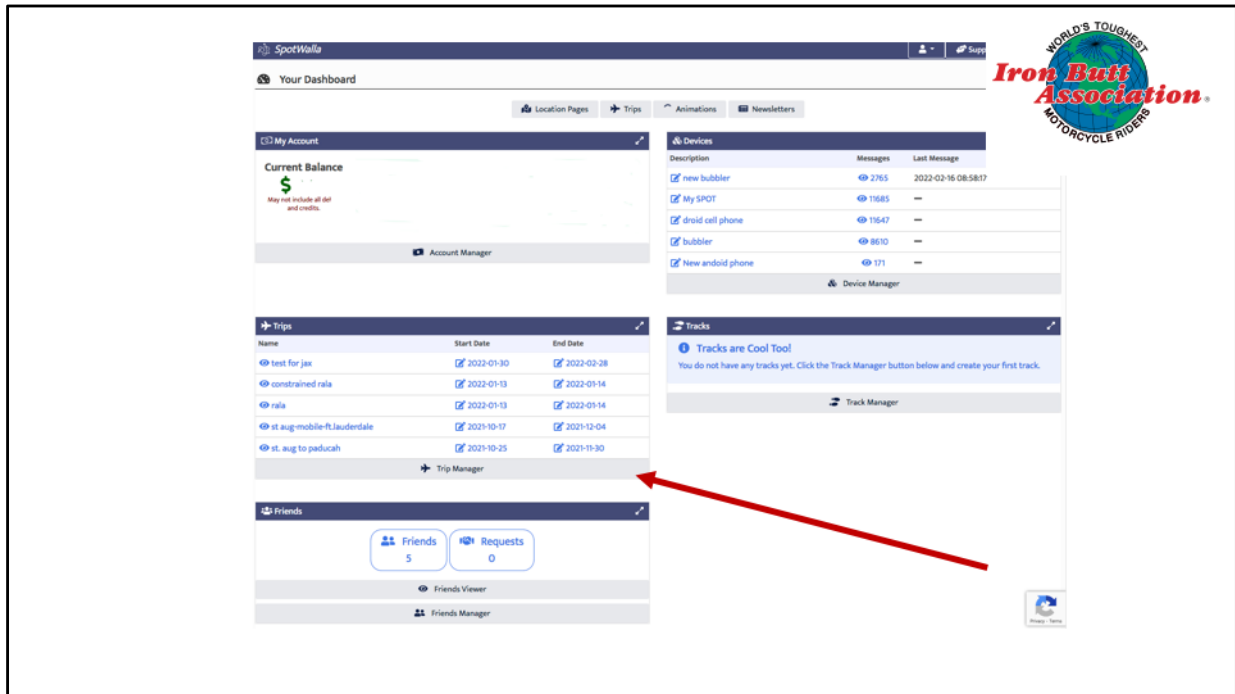 SpotWalla
Supp
WORLD'S TOUGHEST
Iron Butt
Association
MOTORCYCLE RIDERS
Your Dashboard
Location Pages Trips Animations Newsletters
My Account
Current Balance
$
May not include all def
and credits.
Account Manager
Devices
Description Messages Last Message
new bubbler 2765 2022-02-16 08:58:17
My SPOT 11685 —
droid cell phone 11647 —
bubbler 8610 —
New andoid phone 171 —
Device Manager
Trips
Name Start Date End Date
test for jax 2022-01-30 2022-02-28
constrained rala 2022-01-13 2022-01-14
rala 2022-01-13 2022-01-14
st aug-mobile-ft.lauderdale 2021-10-17 2021-12-04
st. aug to paducah 2021-10-25 2021-11-30
Trip Manager
Tracks
Tracks are Cool Too!
You do not have any tracks yet. Click the Track Manager button below and create your first track.
Track Manager
Friends
Friends Requests
5 0
Friends Viewer
Friends Manager
Privacy - Terms